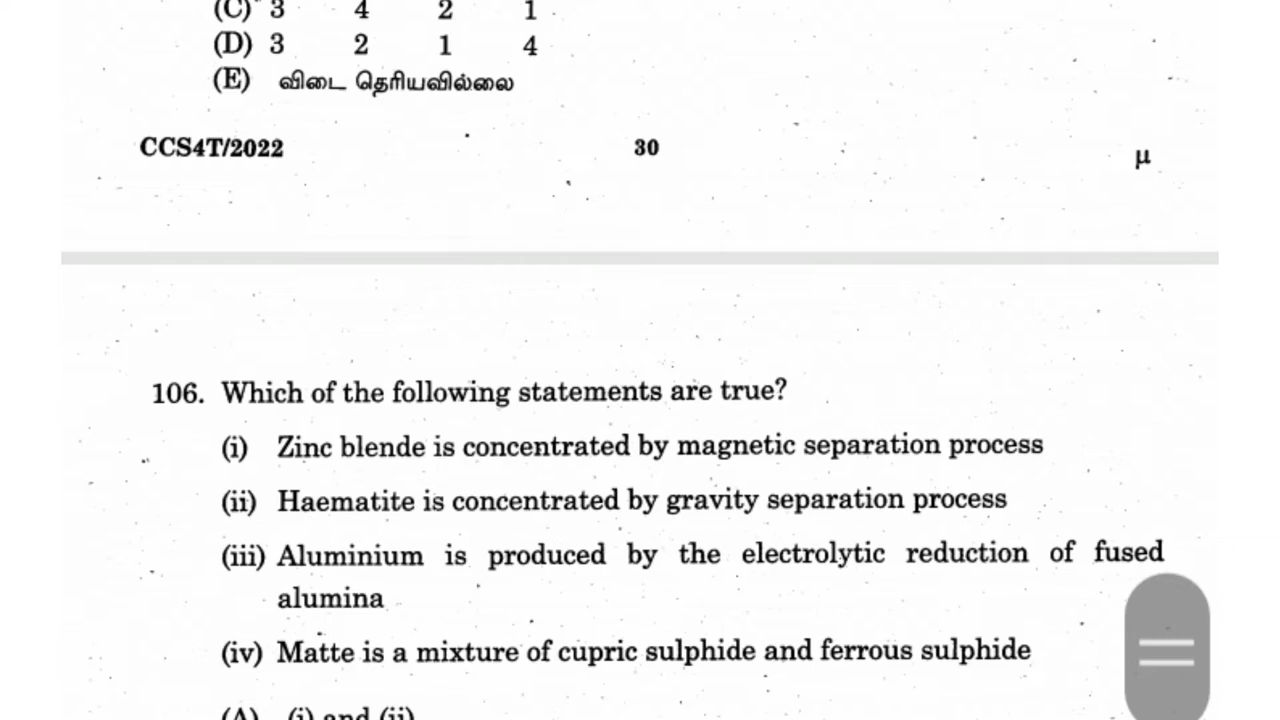 (C) 3 4 2 1
(D) 3 2 1 4
(E) விடை தெரியவில்லை
CCS4T/2022 30 µ
106. Which of the following statements are true?
(i) Zinc blende is concentrated by magnetic separation process
(ii) Haematite is concentrated by gravity separation process
(iii) Aluminium is produced by the electrolytic reduction of fused
alumina
(iv) Matte is a mixture of cupric sulphide and ferrous sulphide
(A) (i) and (ii)